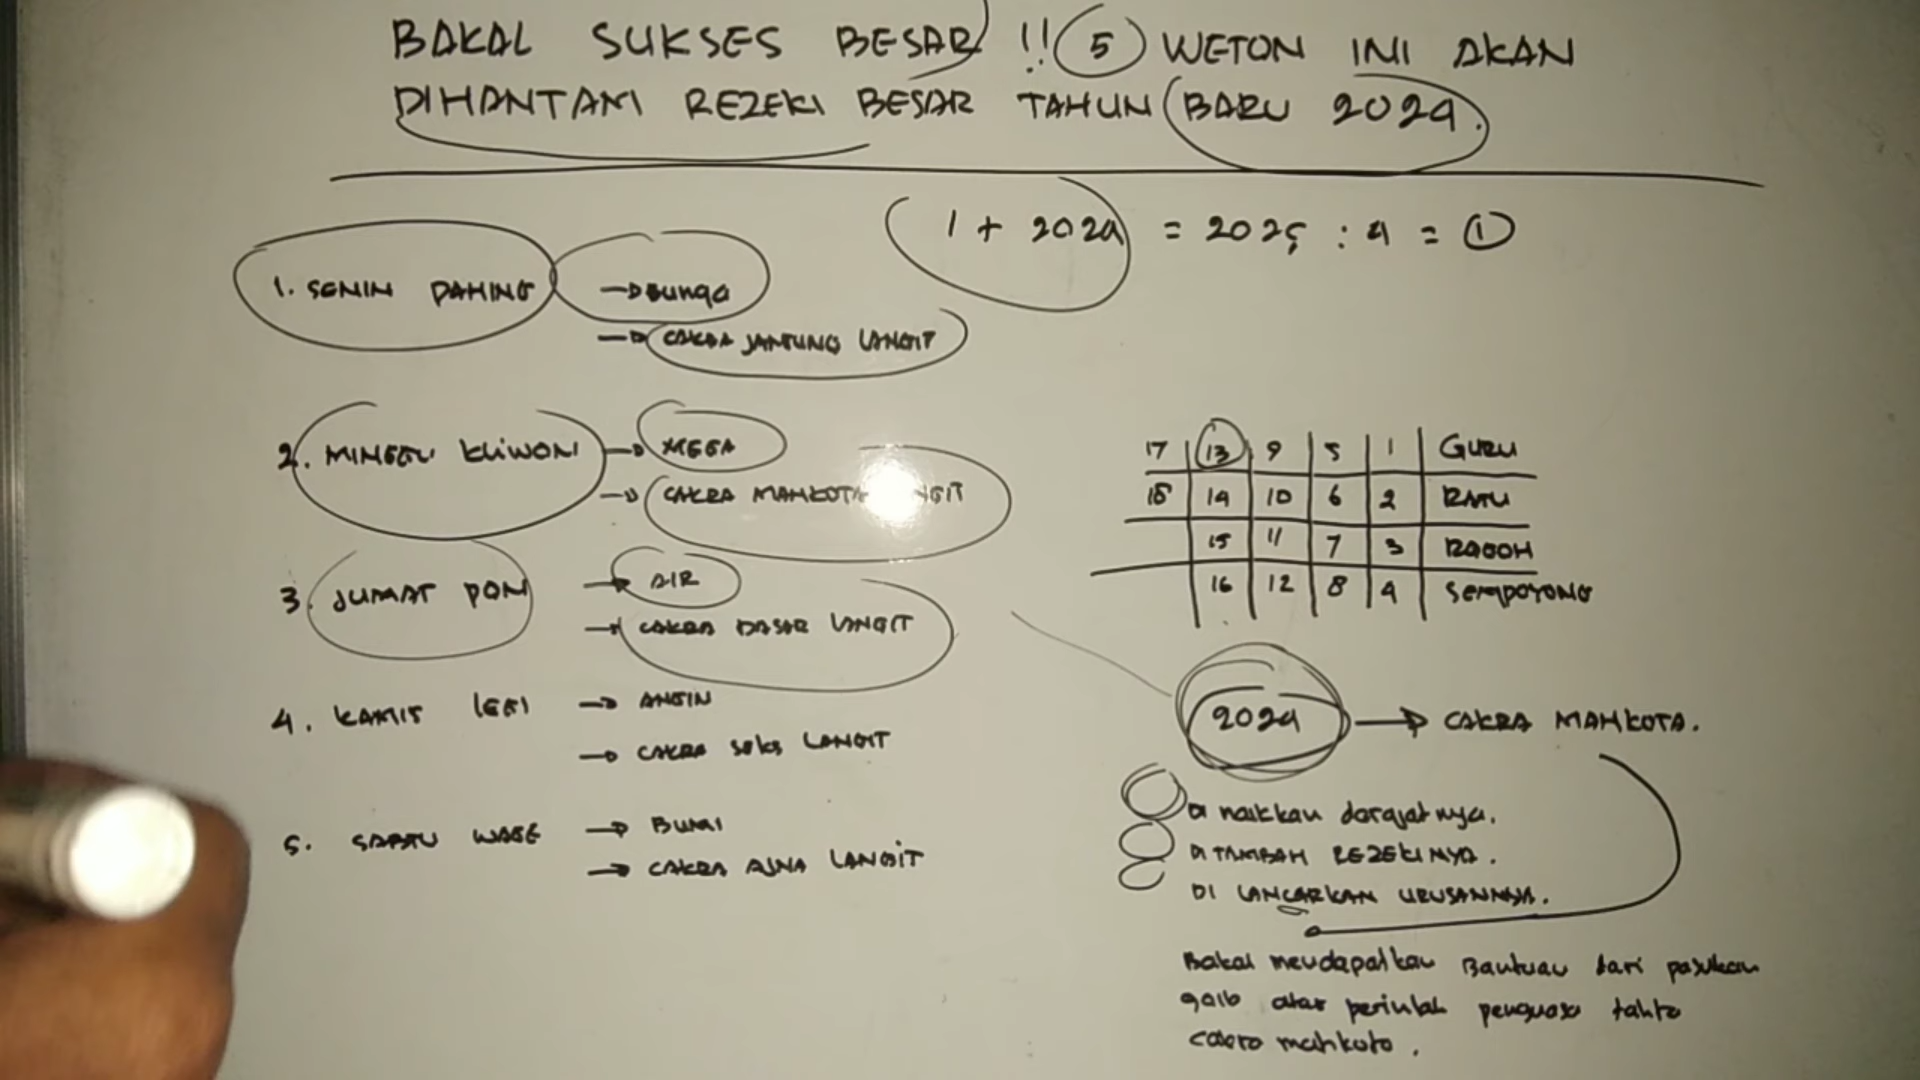 BAKAL SUKSES BESAR !! 5 WETON INI AKAN
DIHANTAM REZEKI BESAR TAHUN BARU 2024.
1 + 2024 = 2025 : 4 = 1
1. SENIN PAHING → Bunga
→ CAKRA JANTUNG LANGIT
2. MINGGU KLIWON → MEGA
→ CAKRA MAHKOTA NGIT
3. JUMAT PON → AIR
→ CAKRA DASAR LANGIT
4. KAMIS LEGI → ANGIN
→ CAKRA SEKS LANGIT
5. SABTU WAGE → BUMI
→ CAKRA AJNA LANGIT
17 13 9 5 1 GURU
18 14 10 6 2 RATU
15 11 7 3 ROGOH
16 12 8 4 SEMPOYONG
2024 → CAKRA MAHKOTA.
Di naikkan darajatnya.
Di TAMBAH REZEKINYA.
DI LANCARKAN URUSANNYA.
Bakal mendapatkan Bantuan dari pasukan
gaib atas perintah penguasa tahta
cakra mahkota.